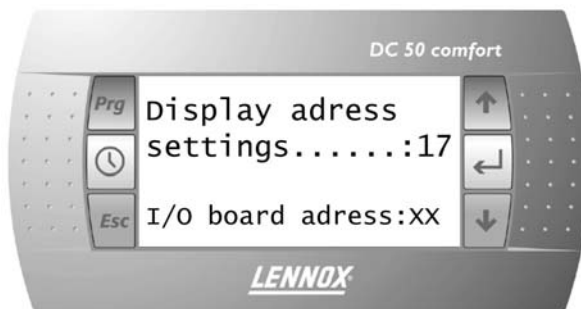 DC 50 comfort
Prg
Display adress
settings......:17
Esc
I/O board adress:XX
LENNOX